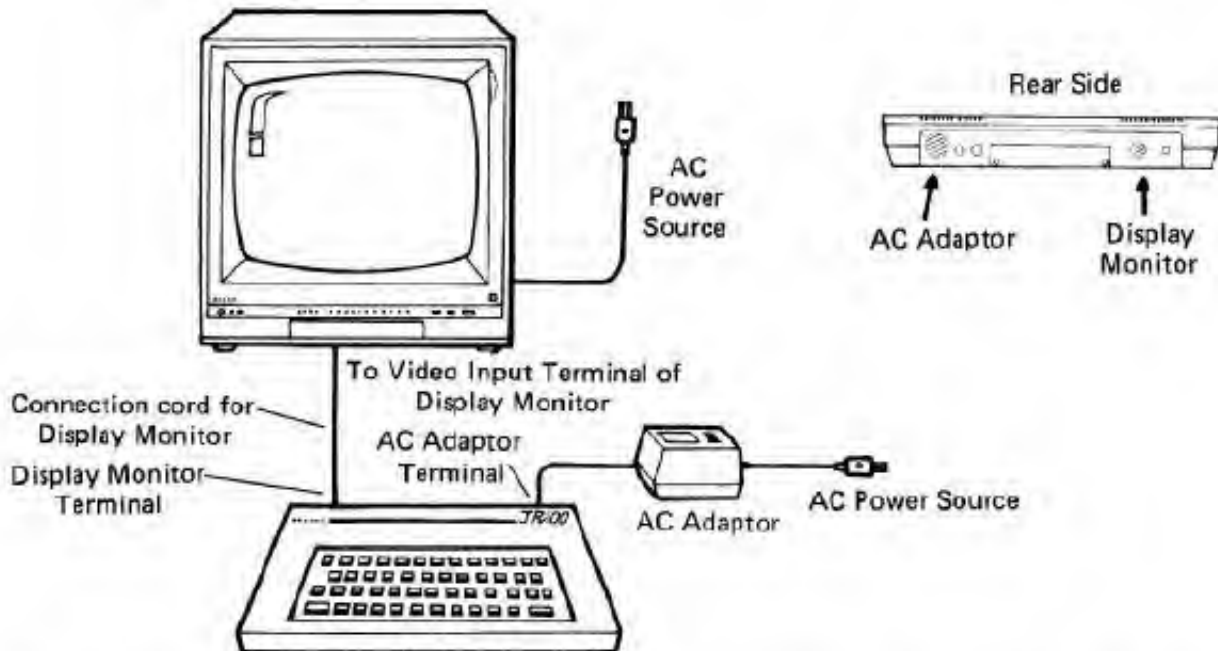 Rear Side
AC
Power
Source
AC Adaptor
Display
Monitor
To Video Input Terminal of
Display Monitor
Connection cord for
Display Monitor
AC Adaptor
Terminal
Display Monitor
Terminal
AC Adaptor
AC Power Source
JR-100